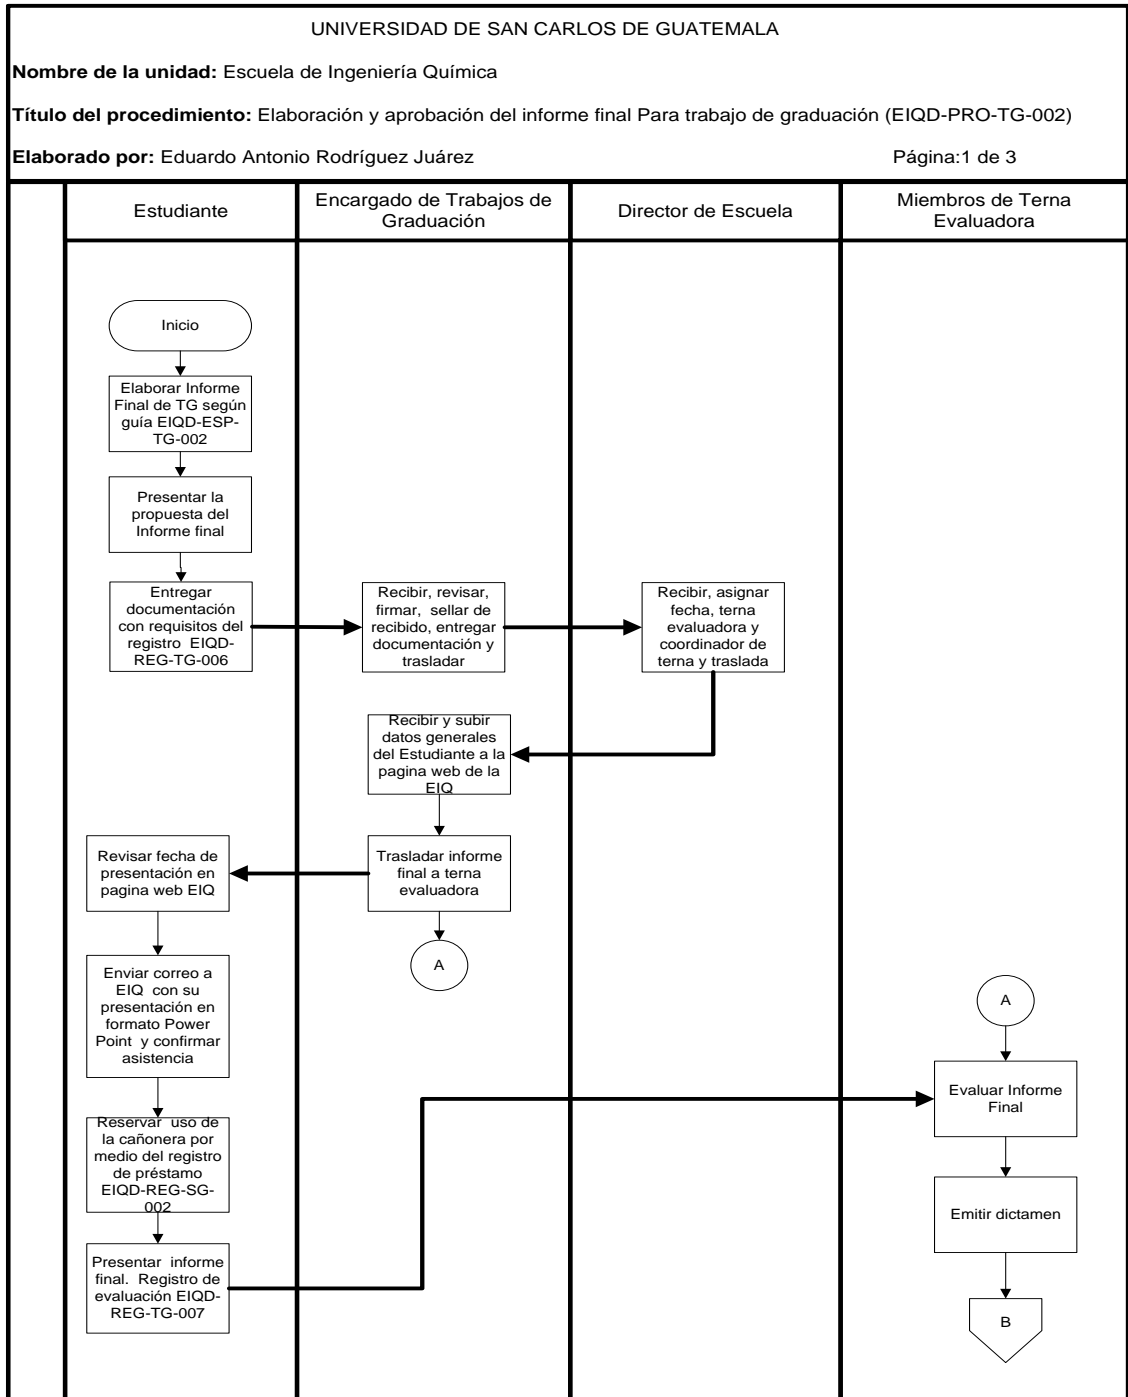 UNIVERSIDAD DE SAN CARLOS DE GUATEMALA
Nombre de la unidad: Escuela de Ingeniería Química
Título del procedimiento: Elaboración y aprobación del informe final Para trabajo de graduación (EIQD-PRO-TG-002)
Elaborado por: Eduardo Antonio Rodríguez Juárez
Página:1 de 3
Estudiante
Encargado de Trabajos de
Graduación
Director de Escuela
Miembros de Terna
Evaluadora
Inicio
Elaborar Informe
Final de TG según
guía EIQD-ESP-
TG-002
Presentar la
propuesta del
Informe final
Entregar
documentación
con requisitos del
registro EIQD-
REG-TG-006
Recibir, revisar,
firmar, sellar de
recibido, entregar
documentación y
trasladar
Recibir, asignar
fecha, terna
evaluadora y
coordinador de
terna y traslada
Recibir y subir
datos generales
del Estudiante a la
pagina web de la
EIQ
Trasladar informe
final a terna
evaluadora
A
Revisar fecha de
presentación en
pagina web EIQ
Enviar correo a
EIQ con su
presentación en
formato Power
Point y confirmar
asistencia
Reservar uso de
la cañonera por
medio del registro
de préstamo
EIQD-REG-SG-
002
Presentar informe
final. Registro de
evaluación EIQD-
REG-TG-007
A
Evaluar Informe
Final
Emitir dictamen
B